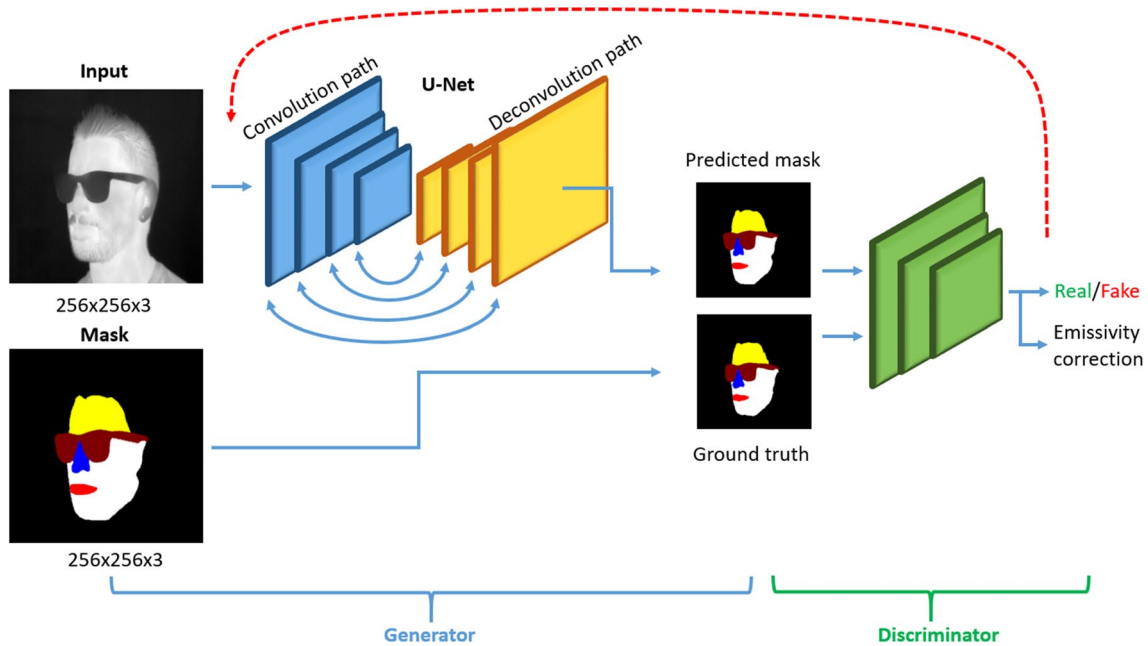 Input
Convolution path
U-Net
Deconvolution path
256x256x3
Mask
256x256x3
Predicted mask
Ground truth
Real/Fake
Emissivity
correction
Generator
Discriminator